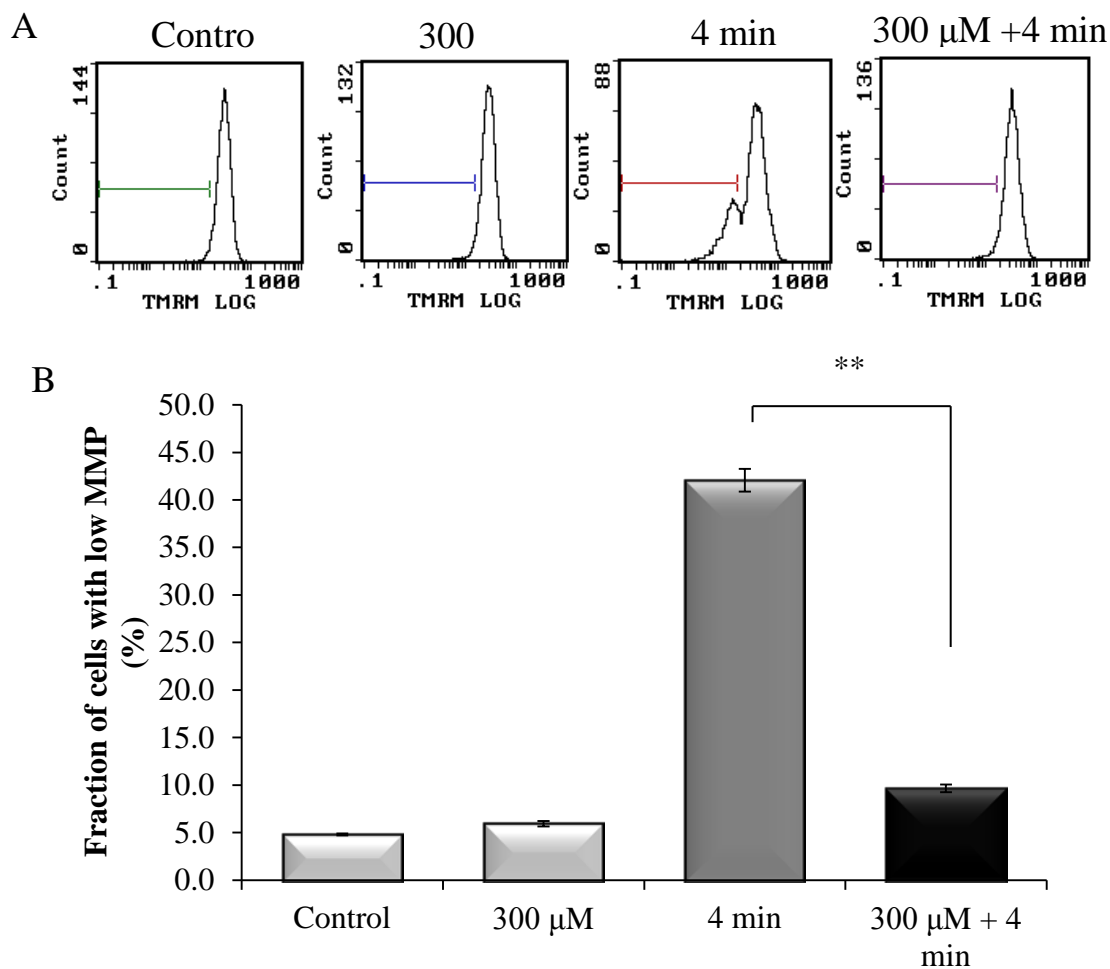 A
Contro
300
4 min
300 μM +4 min
144
Count
0
.1
1000
TMRM LOG
132
Count
0
.1
1000
TMRM LOG
88
Count
0
.1
1000
TMRM LOG
136
Count
0
.1
1000
TMRM LOG
B
**
Fraction of cells with low MMP
(%)
50.0
45.0
40.0
35.0
30.0
25.0
20.0
15.0
10.0
5.0
0.0
Control
300 μM
4 min
300 μM + 4
min